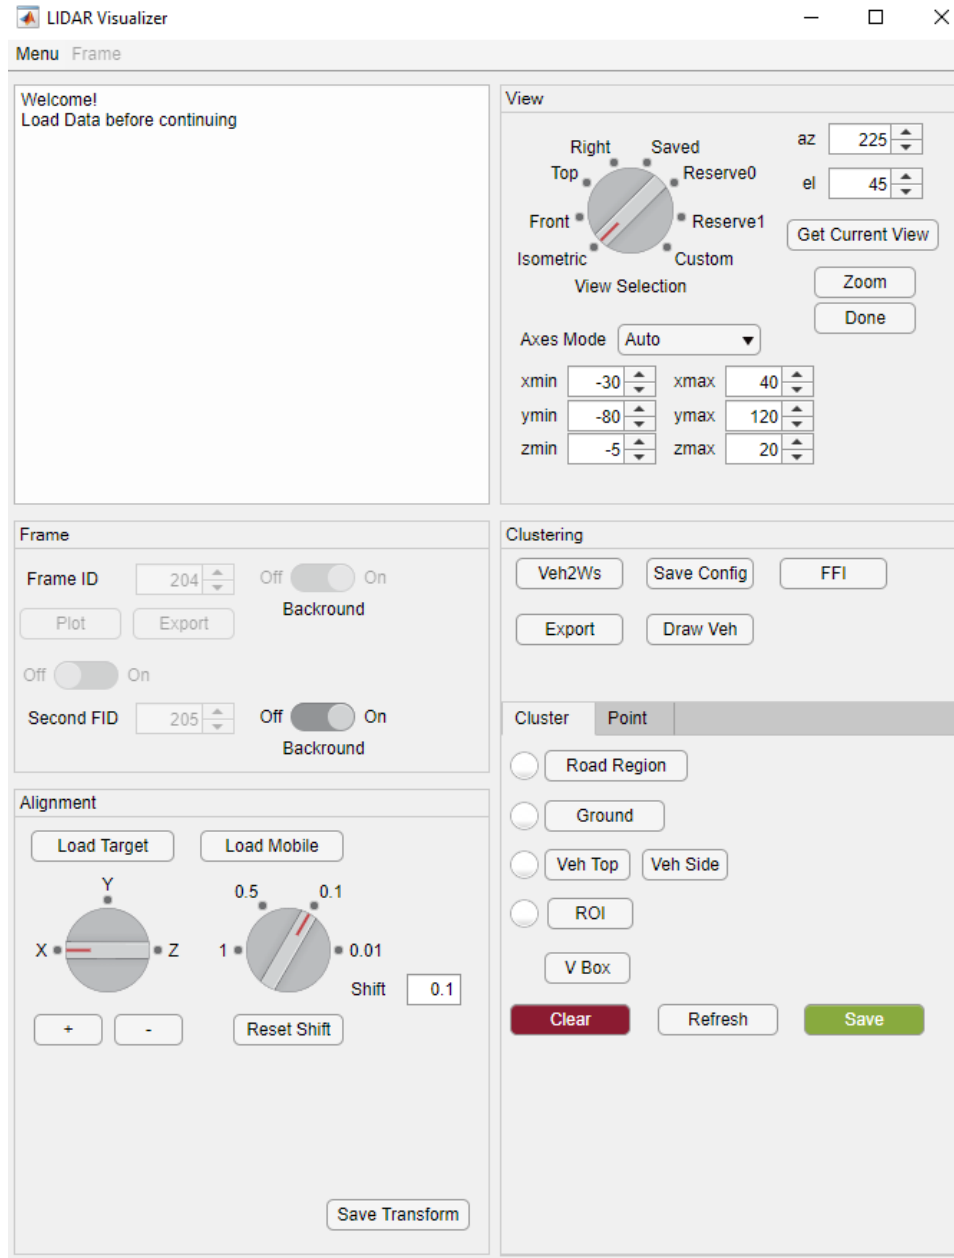 LIDAR Visualizer
Menu Frame
Welcome!
Load Data before continuing
View
Right Saved
Top Reserve0
Front Reserve1
Isometric Custom
View Selection
az 225
el 45
Get Current View
Zoom
Done
Axes Mode Auto
xmin -30 xmax 40
ymin -80 ymax 120
zmin -5 zmax 20
Frame
Frame ID 204 Off On
Backround
Plot Export
Off On
Second FID 205 Off On
Backround
Clustering
Veh2Ws Save Config FFI
Export Draw Veh
Cluster Point
Road Region
Ground
Veh Top Veh Side
ROI
V Box
Clear Refresh Save
Alignment
Load Target Load Mobile
Y
X Z
0.5 0.1
1 0.01
Shift 0.1
+ - Reset Shift
Save Transform